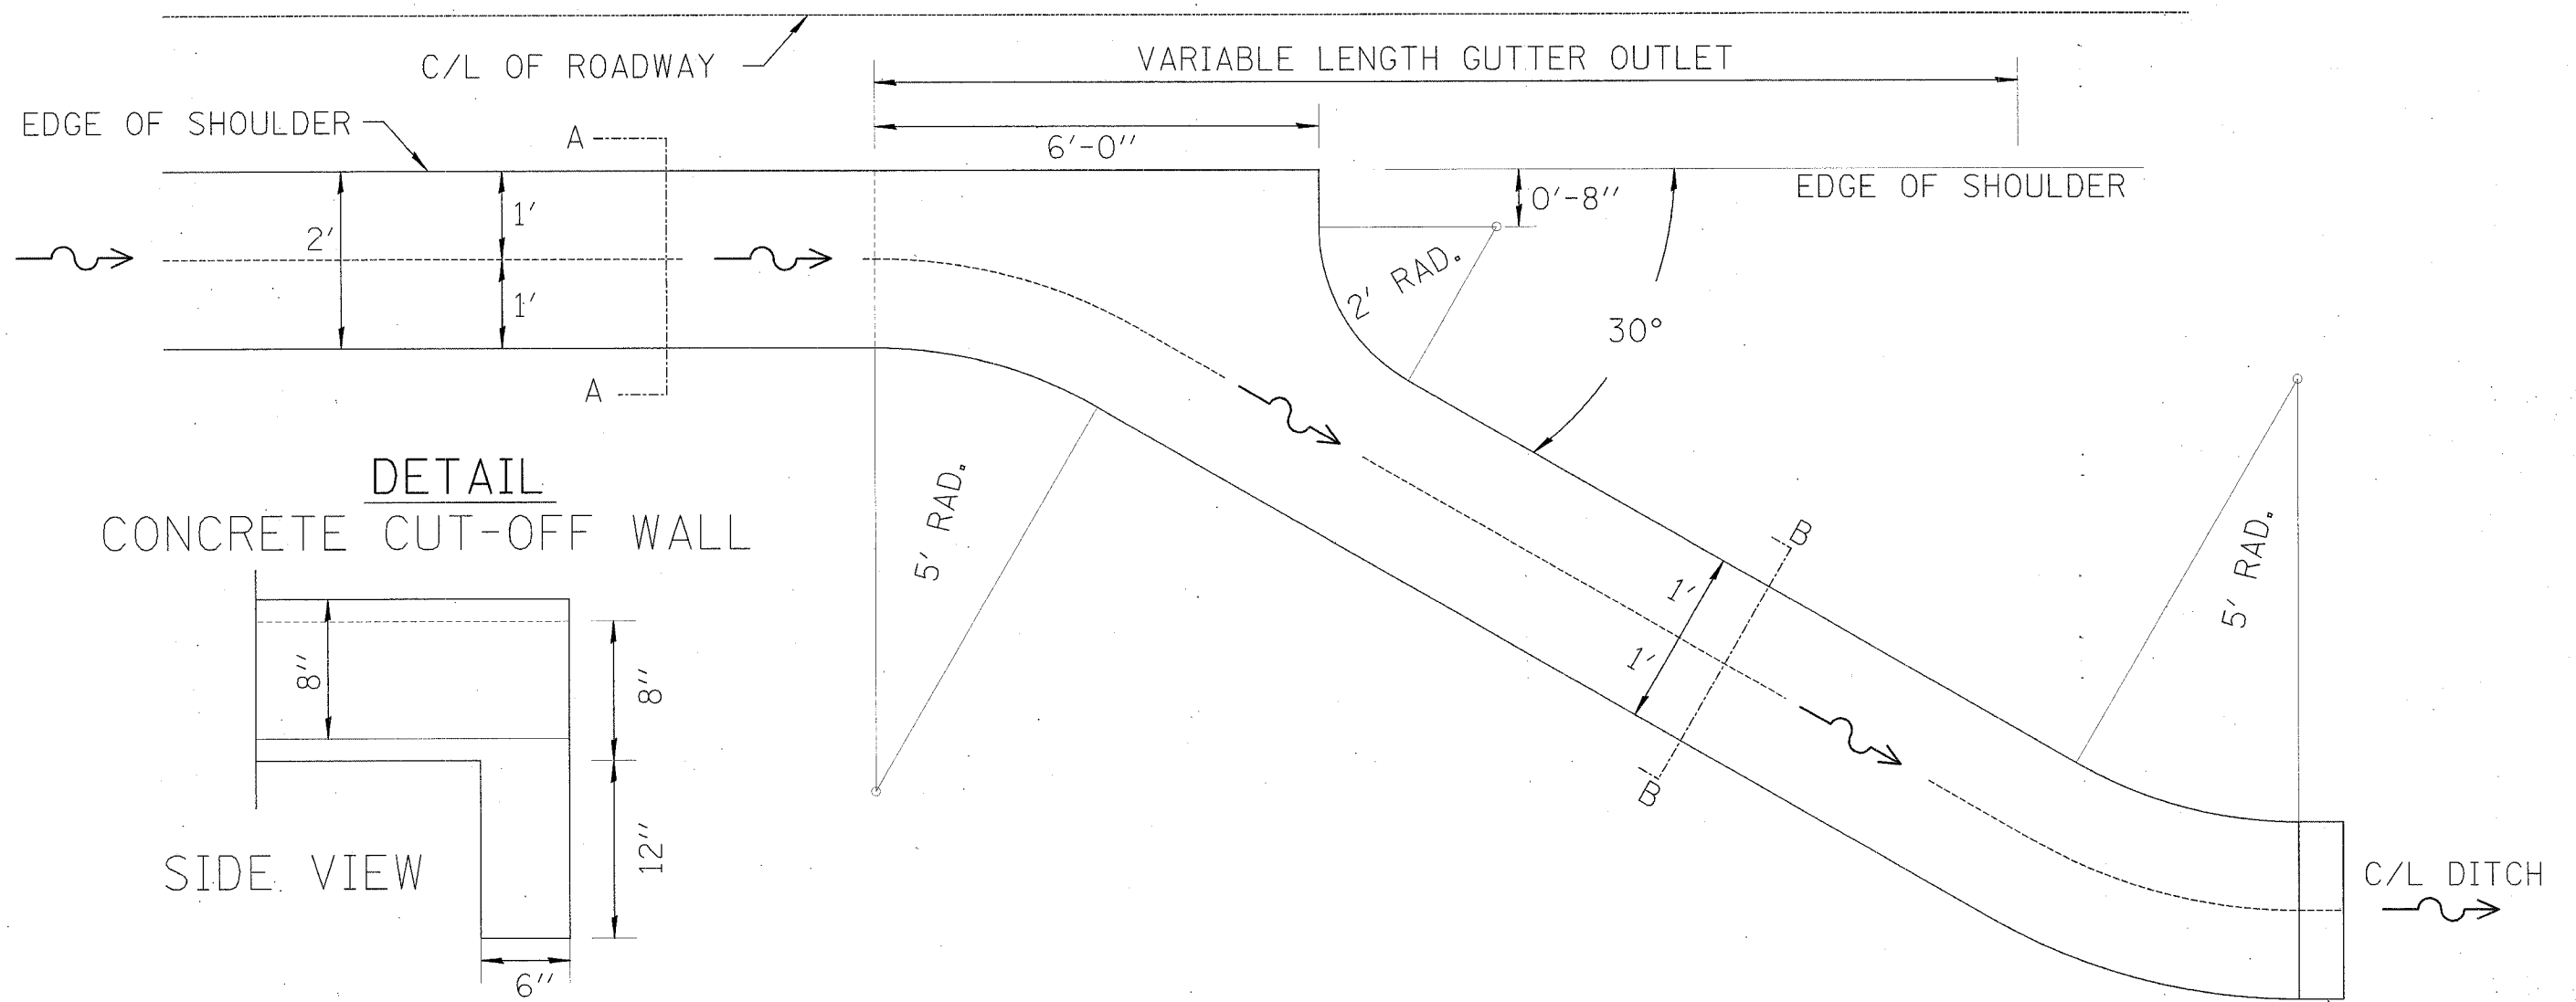 C/L OF ROADWAY
VARIABLE LENGTH GUTTER OUTLET
EDGE OF SHOULDER
A
6'-0"
EDGE OF SHOULDER
0'-8"
2'
1'
1'
2' RAD.
30°
A
DETAIL
CONCRETE CUT-OFF WALL
5' RAD.
B
1'
1'
B
5' RAD.
8"
8"
12"
SIDE VIEW
6"
C/L DITCH